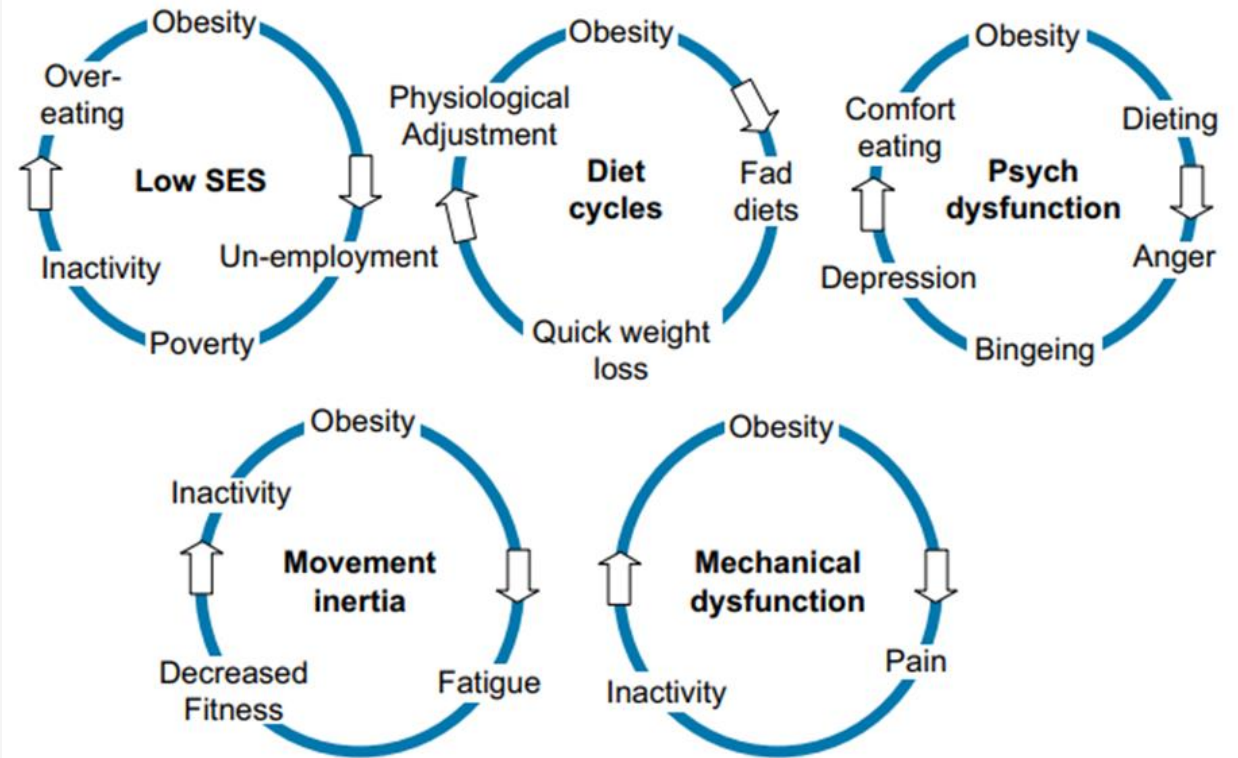 Obesity
Over-
eating
Low SES
Un-employment
Inactivity
Poverty
Obesity
Physiological
Adjustment
Diet
cycles
Fad
diets
Quick weight
loss
Obesity
Comfort
eating
Dieting
Psych
dysfunction
Anger
Depression
Bingeing
Obesity
Inactivity
Movement
inertia
Decreased
Fitness
Fatigue
Obesity
Mechanical
dysfunction
Pain
Inactivity